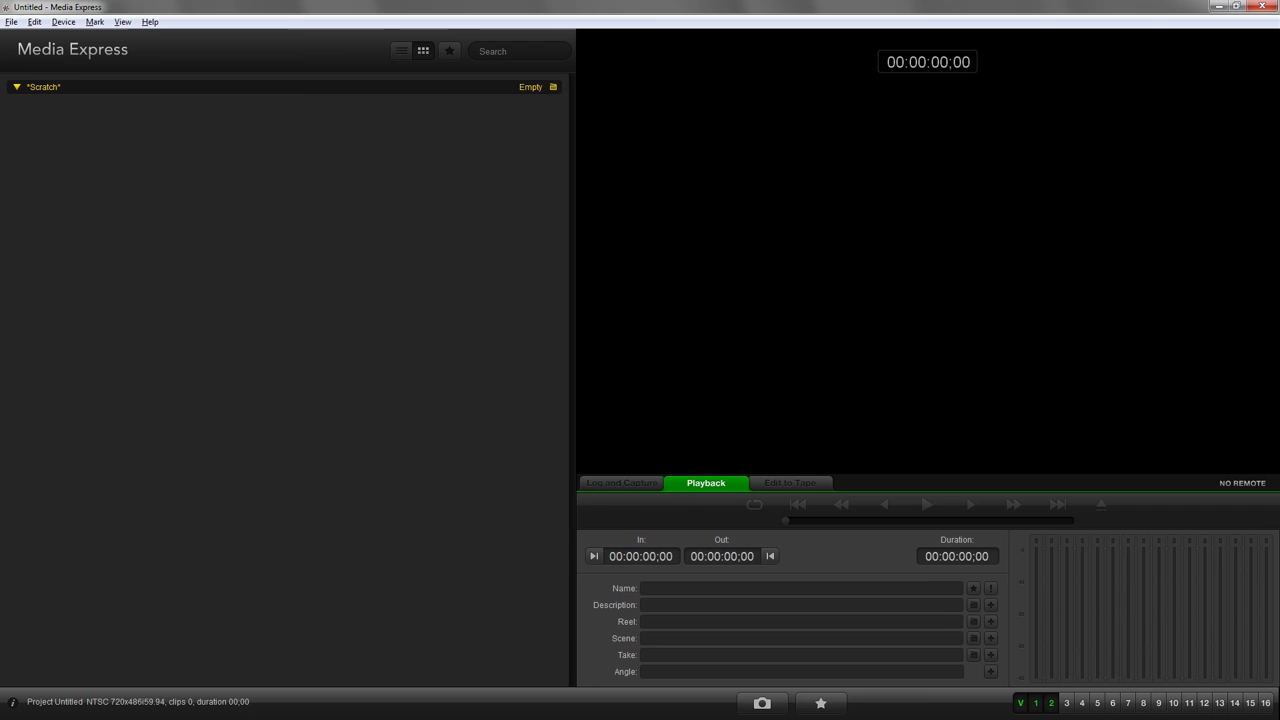 Untitled - Media Express
File Edit Device Mark View Help
Media Express
Search
00:00:00;00
*Scratch* Empty
Log and Capture Playback Edit to Tape NO REMOTE
In: Out: Duration:
00:00:00;00 00:00:00;00 00:00:00;00
Name:
Description:
Reel:
Scene:
Take:
Angle:
Project Untitled NTSC 720x486i59.94, clips 0, duration 00;00
V 1 2 3 4 5 6 7 8 9 10 11 12 13 14 15 16